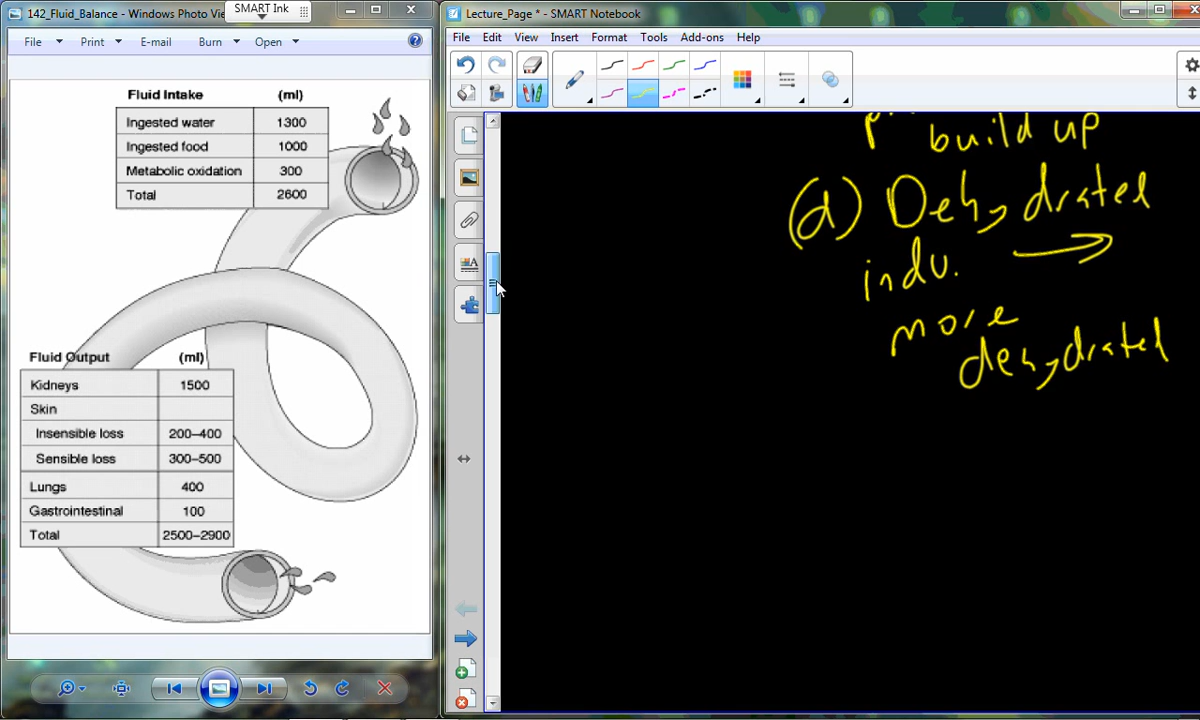 142_Fluid_Balance - Windows Photo Vie
SMART Ink
File Print E-mail Burn Open
Fluid Intake (ml)
Ingested water 1300
Ingested food 1000
Metabolic oxidation 300
Total 2600
Fluid Output (ml)
Kidneys 1500
Skin
Insensible loss 200–400
Sensible loss 300–500
Lungs 400
Gastrointestinal 100
Total 2500–2900
Lecture_Page * - SMART Notebook
File Edit View Insert Format Tools Add-ons Help
build up
(d) Dehydrated
indv.
more
dehydrated